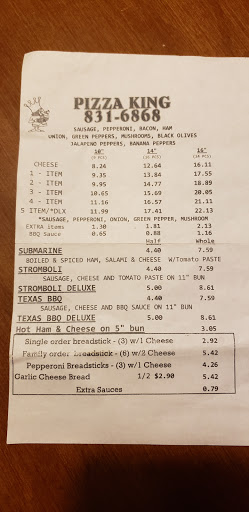 PIZZA KING
831-6868
SAUSAGE, PEPPERONI, BACON, HAM
UNION, GREEN PEPPERS, MUSHROOMS, BLACK OLIVES
JALAPINO PEPPERS, BANANA PEPPERS
10" 14" 16"
CHEESE 8.24 12.64 16.11
1 - ITEM 9.35 13.84 17.55
2 - ITEM 9.95 14.77 18.89
3 - ITEM 10.65 15.69 20.05
4 - ITEM 11.16 16.57 21.11
5 ITEM/*DLX 11.99 17.41 22.13
*SAUSAGE, PEPPERONI, UNION, GREEN PEPPER, MUSHROOM
EXTRA items 1.30 1.81 2.13
BBQ Sauce 0.65 0.88 1.16
Half Whole
SUBMARINE 4.40 7.59
BOILED & SPICED HAM, SALAMI & CHEESE W/Tomato PASTE
STROMBOLI 4.40 7.59
SAUSAGE, CHEESE AND TOMATO PASTE ON 11" BUN
STROMBOLI DELUXE 5.00 8.61
TEXAS BBQ 4.40 7.59
SAUSAGE, CHEESE AND BBQ SAUCE ON 11" BUN
TEXAS BBQ DELUXE 5.00 8.61
Hot Ham & Cheese on 5" bun 3.05
Single order breadstick - (3) w/1 Cheese 2.92
Family order breadstick - (6) w/2 Cheese 5.42
Pepperoni Breadsticks - (3) w/1 Cheese 4.26
Garlic Cheese Bread 1/2 $2.90 5.42
Extra Sauces 0.79